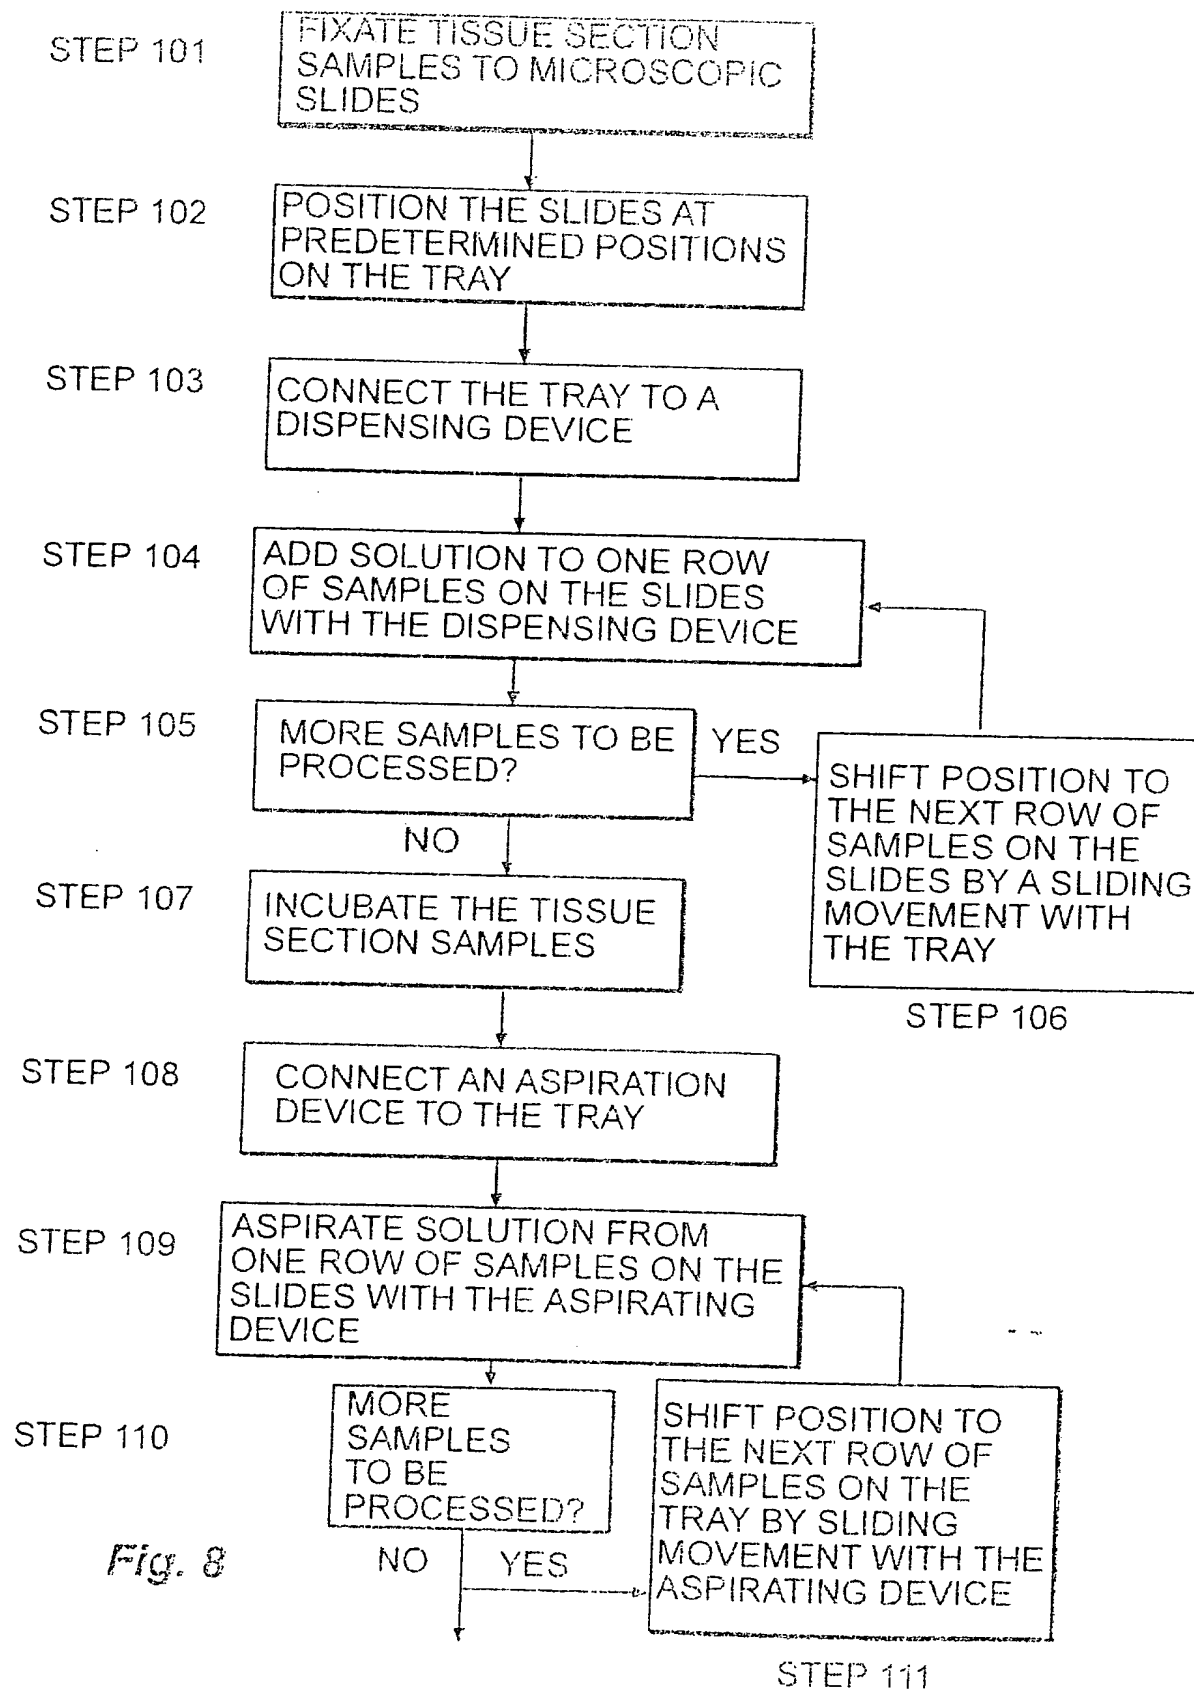 STEP 101
FIXATE TISSUE SECTION
SAMPLES TO MICROSCOPIC
SLIDES
STEP 102
POSITION THE SLIDES AT
PREDETERMINED POSITIONS
ON THE TRAY
STEP 103
CONNECT THE TRAY TO A
DISPENSING DEVICE
STEP 104
ADD SOLUTION TO ONE ROW
OF SAMPLES ON THE SLIDES
WITH THE DISPENSING DEVICE
STEP 105
MORE SAMPLES TO BE
PROCESSED?
YES
NO
SHIFT POSITION TO
THE NEXT ROW OF
SAMPLES ON THE
SLIDES BY A SLIDING
MOVEMENT WITH
THE TRAY
STEP 106
STEP 107
INCUBATE THE TISSUE
SECTION SAMPLES
STEP 108
CONNECT AN ASPIRATION
DEVICE TO THE TRAY
STEP 109
ASPIRATE SOLUTION FROM
ONE ROW OF SAMPLES ON THE
SLIDES WITH THE ASPIRATING
DEVICE
STEP 110
MORE
SAMPLES
TO BE
PROCESSED?
NO
YES
SHIFT POSITION TO
THE NEXT ROW OF
SAMPLES ON THE
TRAY BY SLIDING
MOVEMENT WITH THE
ASPIRATING DEVICE
STEP 111
Fig. 8